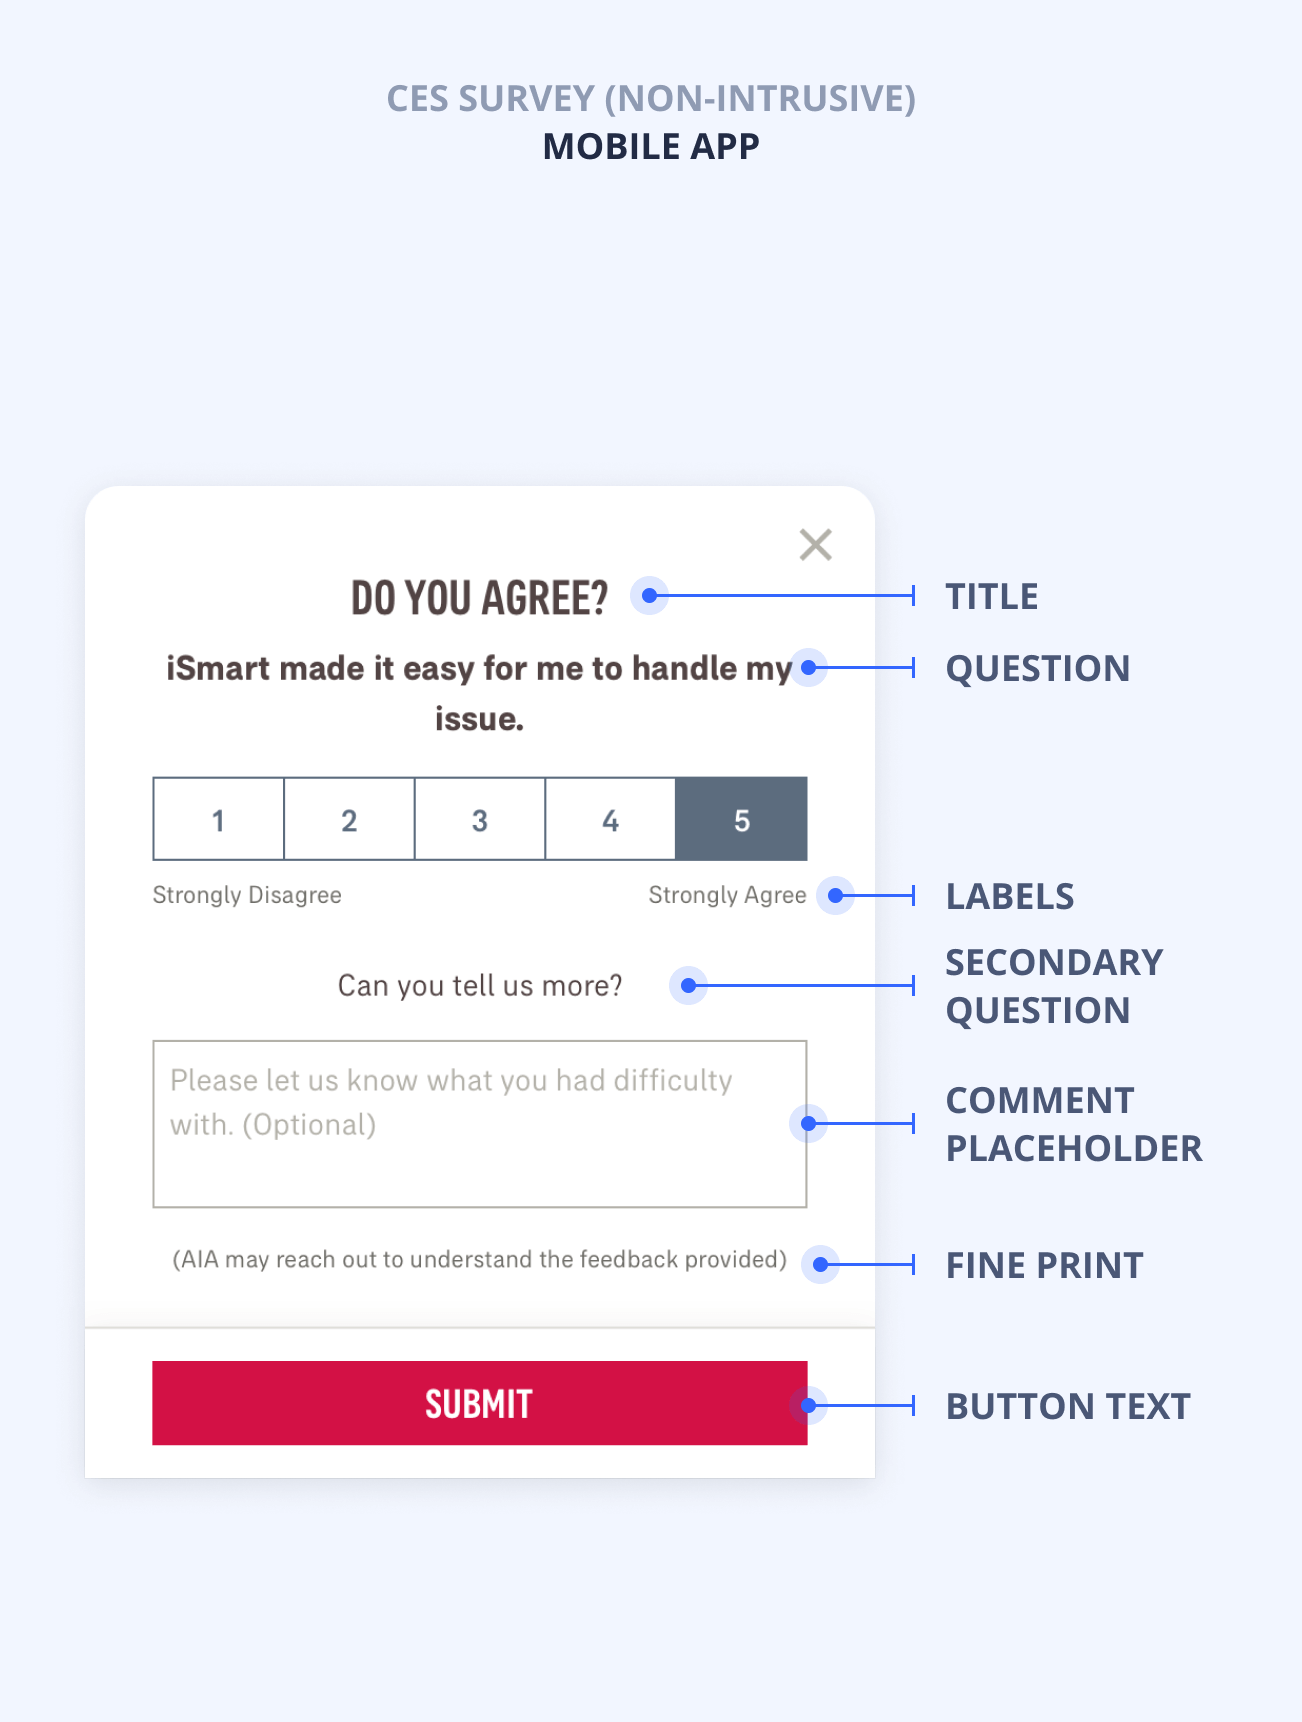 CES SURVEY (NON-INTRUSIVE)
MOBILE APP
DO YOU AGREE?
TITLE
iSmart made it easy for me to handle my
issue.
QUESTION
1 2 3 4 5
Strongly Disagree Strongly Agree
LABELS
Can you tell us more?
SECONDARY
QUESTION
Please let us know what you had difficulty
with. (Optional)
COMMENT
PLACEHOLDER
(AIA may reach out to understand the feedback provided)
FINE PRINT
SUBMIT
BUTTON TEXT